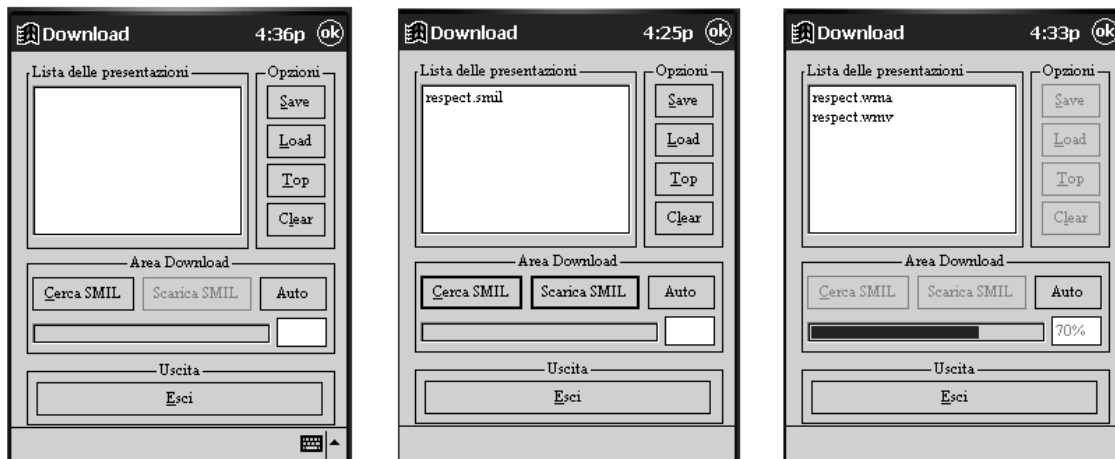 Download 4:36p ok
Lista delle presentazioni
Opzioni
Save
Load
Top
Clear
Area Download
Cerca SMIL Scarica SMIL Auto
Uscita
Esci
Download 4:25p ok
Lista delle presentazioni
Opzioni
respect.smil
Save
Load
Top
Clear
Area Download
Cerca SMIL Scarica SMIL Auto
Uscita
Esci
Download 4:33p ok
Lista delle presentazioni
Opzioni
respect.wma
respect.wmv
Save
Load
Top
Clear
Area Download
Cerca SMIL Scarica SMIL Auto
70%
Uscita
Esci